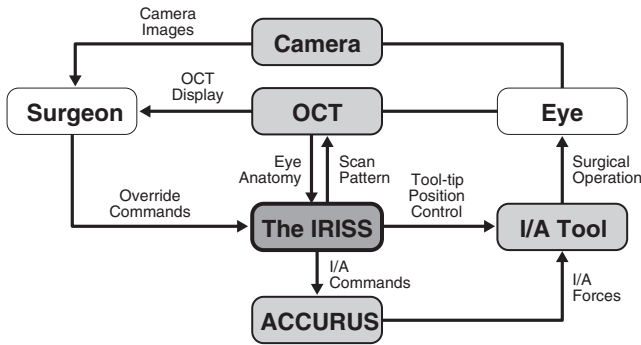 Camera
Images
Camera
OCT
Display
Surgeon
OCT
Eye
Eye
Anatomy
Scan
Pattern
Surgical
Operation
Override
Commands
Tool-tip
Position
Control
The IRISS
I/A Tool
I/A
Commands
I/A
Forces
ACCURUS